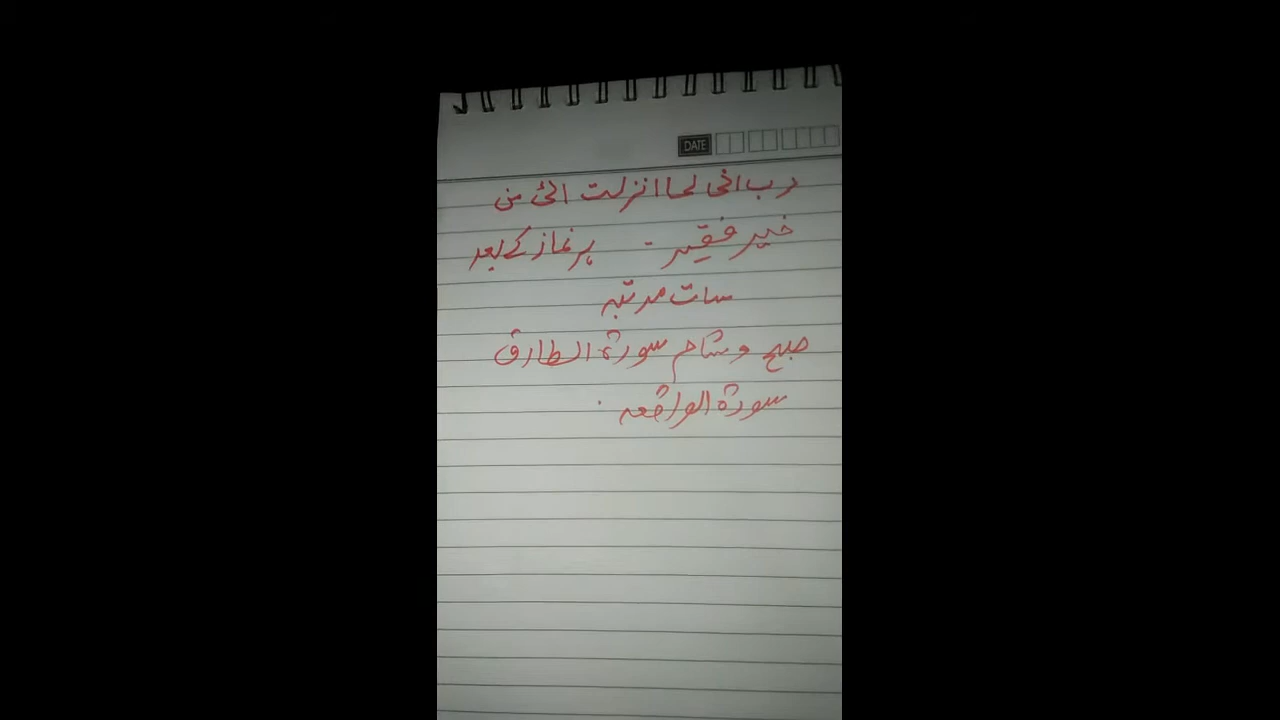 DATE
رب انی لما انزلت الیٔ من
خیر فقیر - ہر نماز کے بعد
سات مرتبہ
صبح و شام سورۃ الطارق
سورۃ الواقعہ